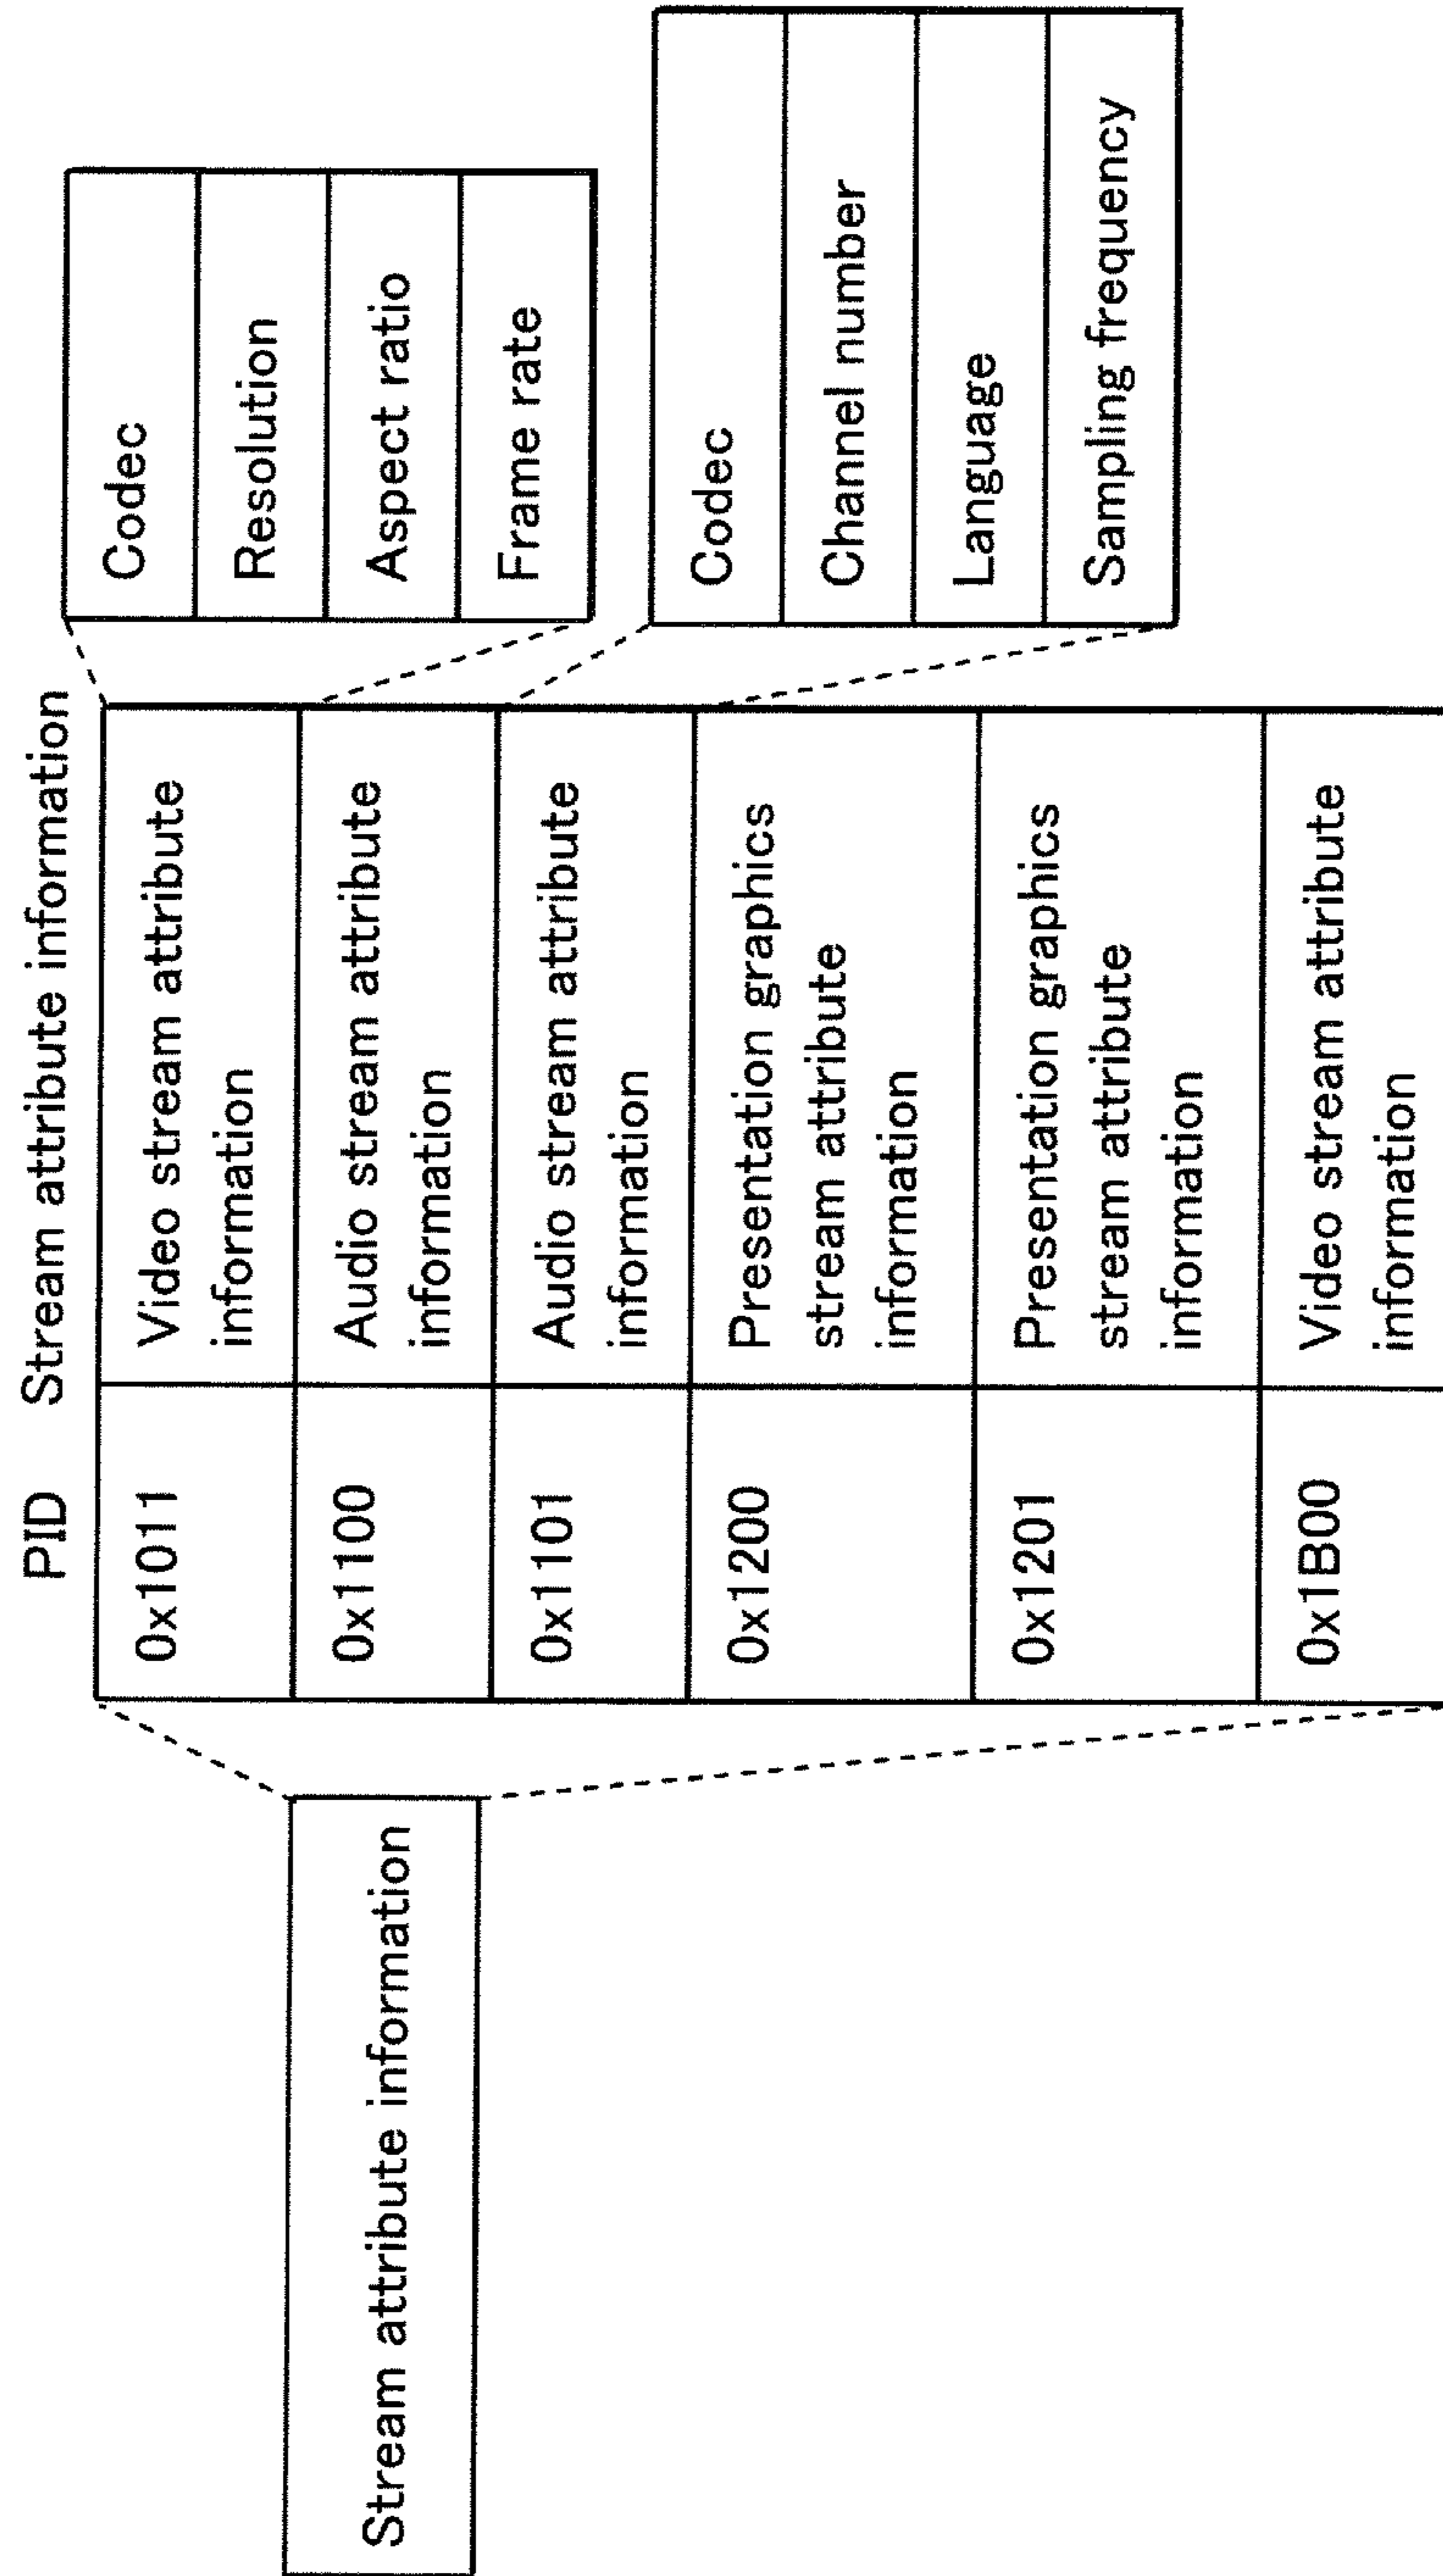 Stream attribute information
PID
Stream attribute information
0x1011
Video stream attribute
information
0x1100
Audio stream attribute
information
0x1101
Audio stream attribute
information
0x1200
Presentation graphics
stream attribute
information
0x1201
Presentation graphics
stream attribute
information
0x1B00
Video stream attribute
information
Codec
Resolution
Aspect ratio
Frame rate
Codec
Channel number
Language
Sampling frequency